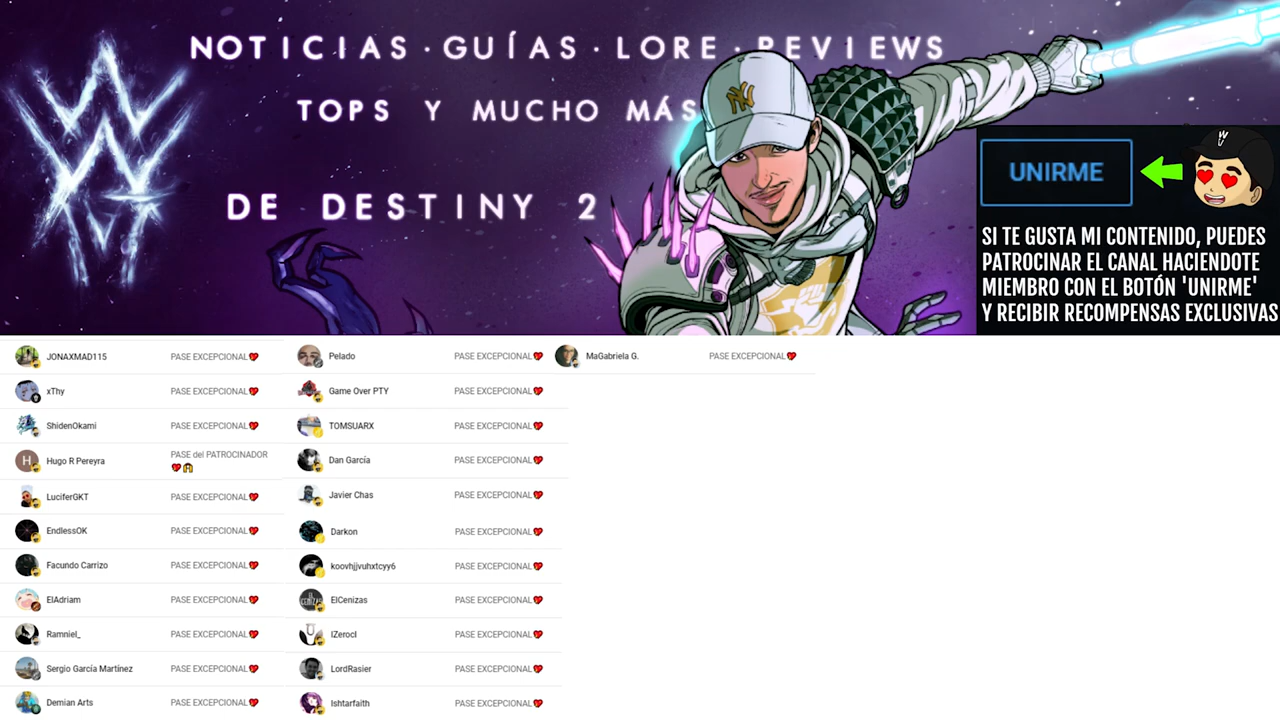 NOTICIAS · GUÍAS · LORE · REVIEWS
TOPS Y MUCHO MÁS
DE DESTINY 2
UNIRME
SI TE GUSTA MI CONTENIDO, PUEDES
PATROCINAR EL CANAL HACIENDOTE
MIEMBRO CON EL BOTÓN 'UNIRME'
Y RECIBIR RECOMPENSAS EXCLUSIVAS
JONAXMAD115 PASE EXCEPCIONAL
xThy PASE EXCEPCIONAL
ShidenOkami PASE EXCEPCIONAL
H Hugo R Pereyra PASE del PATROCINADOR
LuciferGKT PASE EXCEPCIONAL
EndlessOK PASE EXCEPCIONAL
Facundo Carrizo PASE EXCEPCIONAL
ElAdriam PASE EXCEPCIONAL
Ramniel_ PASE EXCEPCIONAL
Sergio García Martínez PASE EXCEPCIONAL
Demian Arts PASE EXCEPCIONAL
Pelado PASE EXCEPCIONAL
Game Over PTY PASE EXCEPCIONAL
TOMSUARX PASE EXCEPCIONAL
Dan García PASE EXCEPCIONAL
Javier Chas PASE EXCEPCIONAL
Darkon PASE EXCEPCIONAL
koovhjjvuhxtcyy6 PASE EXCEPCIONAL
ElCenizas PASE EXCEPCIONAL
IZerocI PASE EXCEPCIONAL
LordRasier PASE EXCEPCIONAL
Ishtarfaith PASE EXCEPCIONAL
MaGabriela G. PASE EXCEPCIONAL